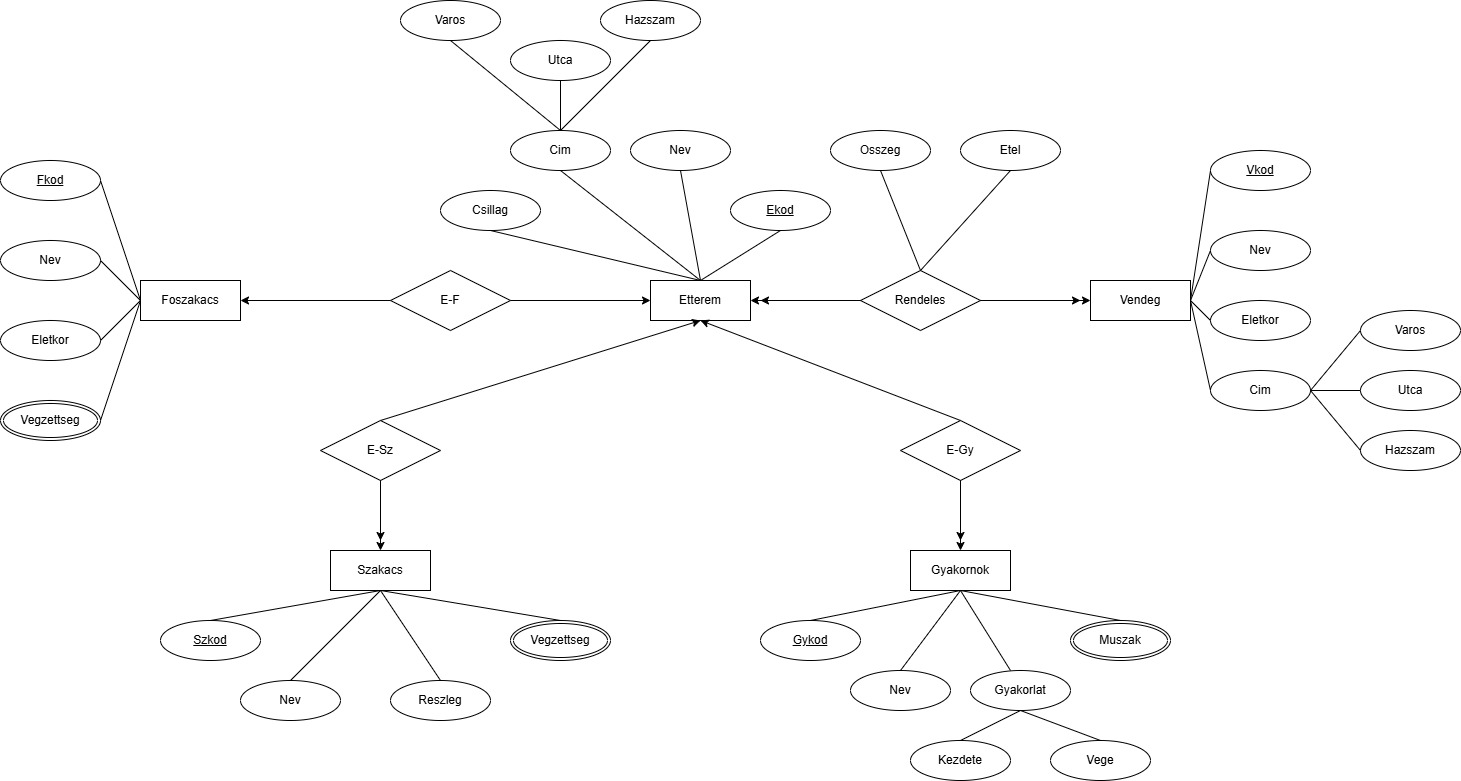 Varos
Hazszam
Utca
Cim
Nev
Osszeg
Etel
Vkod
Fkod
Csillag
Ekod
Nev
Nev
Foszakacs
E-F
Etterem
Rendeles
Vendeg
Eletkor
Eletkor
Varos
Cim
Utca
Vegzettseg
E-Sz
E-Gy
Hazszam
Szakacs
Gyakornok
Szkod
Vegzettseg
Gykod
Muszak
Nev
Reszleg
Nev
Gyakorlat
Kezdete
Vege